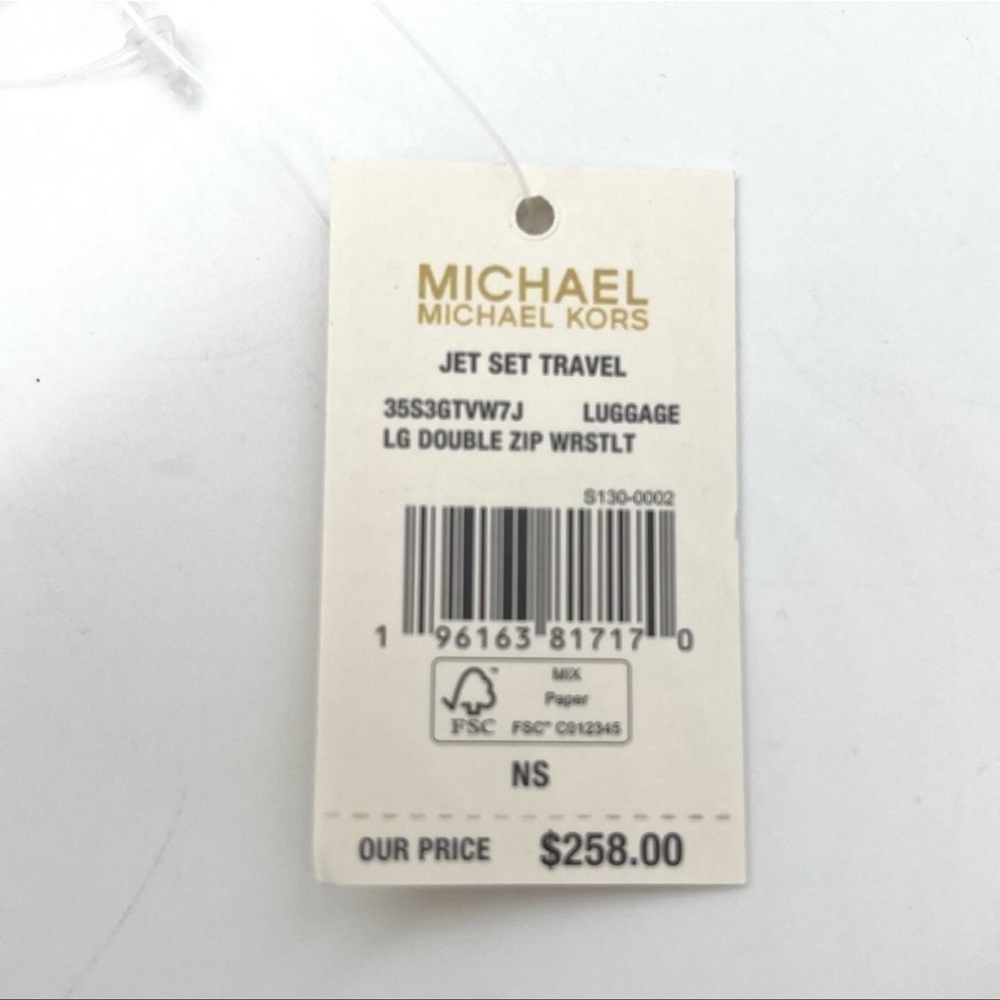 MICHAEL
MICHAEL KORS
JET SET TRAVEL
35S3GTVW7J LUGGAGE
LG DOUBLE ZIP WRSTLT
S130-0002
1 96163 81717 0
FSC™ MIX
Paper
FSC® C012345
NS
OUR PRICE $258.00